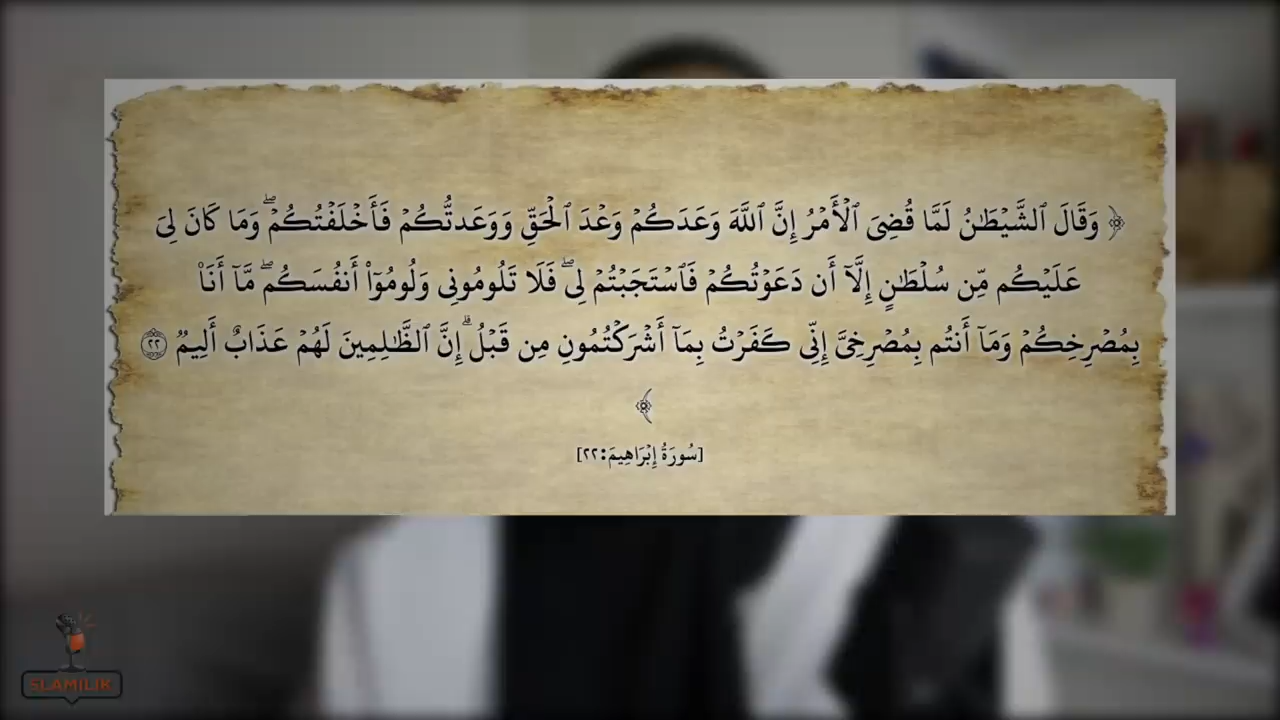 ﴿ وَقَالَ ٱلشَّيۡطَٰنُ لَمَّا قُضِيَ ٱلۡأَمۡرُ إِنَّ ٱللَّهَ وَعَدَكُمۡ وَعۡدَ ٱلۡحَقِّ وَوَعَدتُّكُمۡ فَأَخۡلَفۡتُكُمۡۖ وَمَا كَانَ لِيَ
عَلَيۡكُم مِّن سُلۡطَٰنٍ إِلَّآ أَن دَعَوۡتُكُمۡ فَٱسۡتَجَبۡتُمۡ لِيۖ فَلَا تَلُومُونِي وَلُومُوٓاْ أَنفُسَكُمۖ مَّآ أَنَا۠
بِمُصۡرِخِكُمۡ وَمَآ أَنتُم بِمُصۡرِخِيَّ إِنِّي كَفَرۡتُ بِمَآ أَشۡرَكۡتُمُونِ مِن قَبۡلُۗ إِنَّ ٱلظَّٰلِمِينَ لَهُمۡ عَذَابٌ أَلِيمٞ ٢٢
﴾
[سُورَةُ إِبۡرَاهِيمَ:٢٢]
SLAMILIK